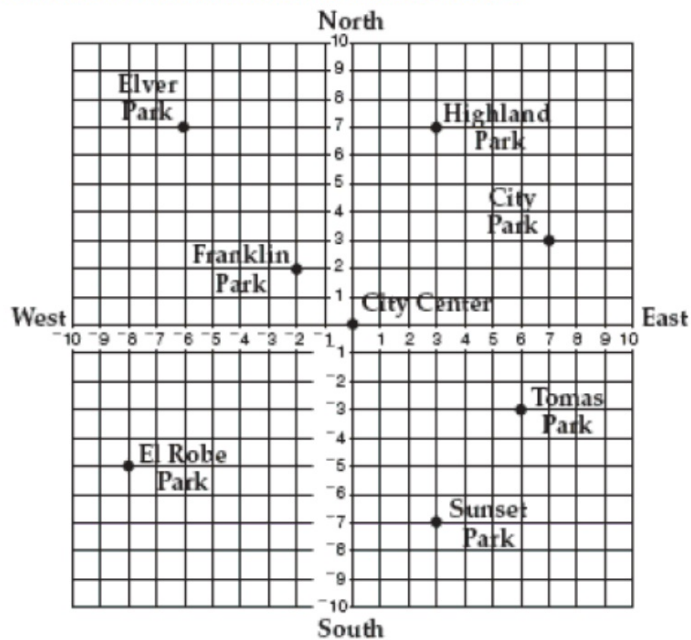 North
10
9
8
7
6
5
4
3
2
1
Elver
Park
Highland
Park
City
Park
Franklin
Park
City Center
West
East
-10 -9 -8 -7 -6 -5 -4 -3 -2 -1 1 2 3 4 5 6 7 8 9 10
-1
-2
-3
-4
-5
-6
-7
-8
-9
-10
Tomas
Park
El Robe
Park
Sunset
Park
South